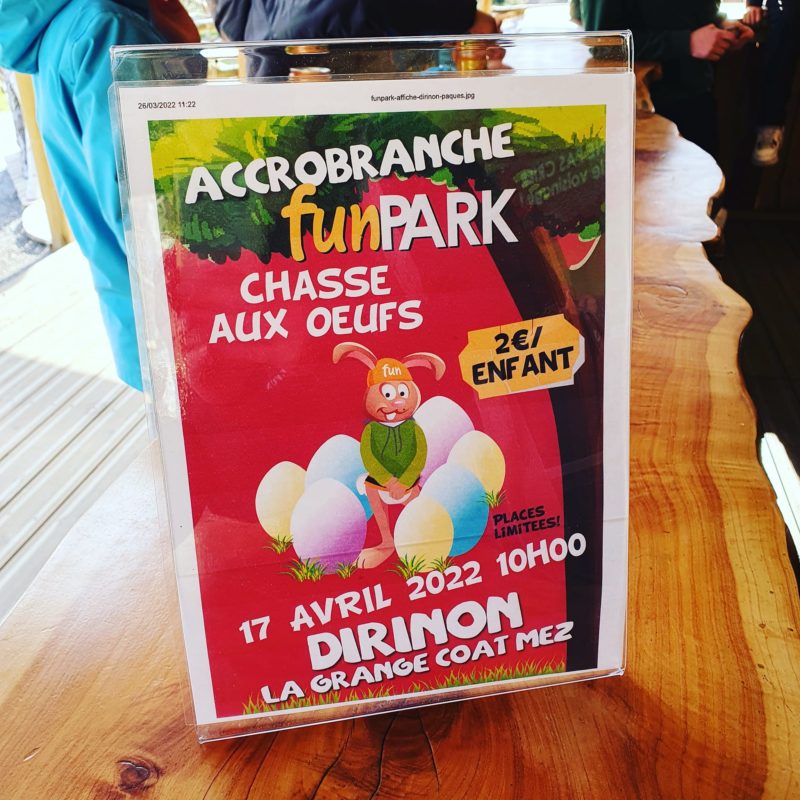 26/03/2022 11:22 funpark-affiche-dirinon-paques.jpg
ACCROBRANCHE
funPARK
CHASSE
AUX OEUFS
2€/
ENFANT
fun
PLACES
LIMITEES!
17 AVRIL 2022 10H00
DIRINON
LA GRANGE COAT MEZ